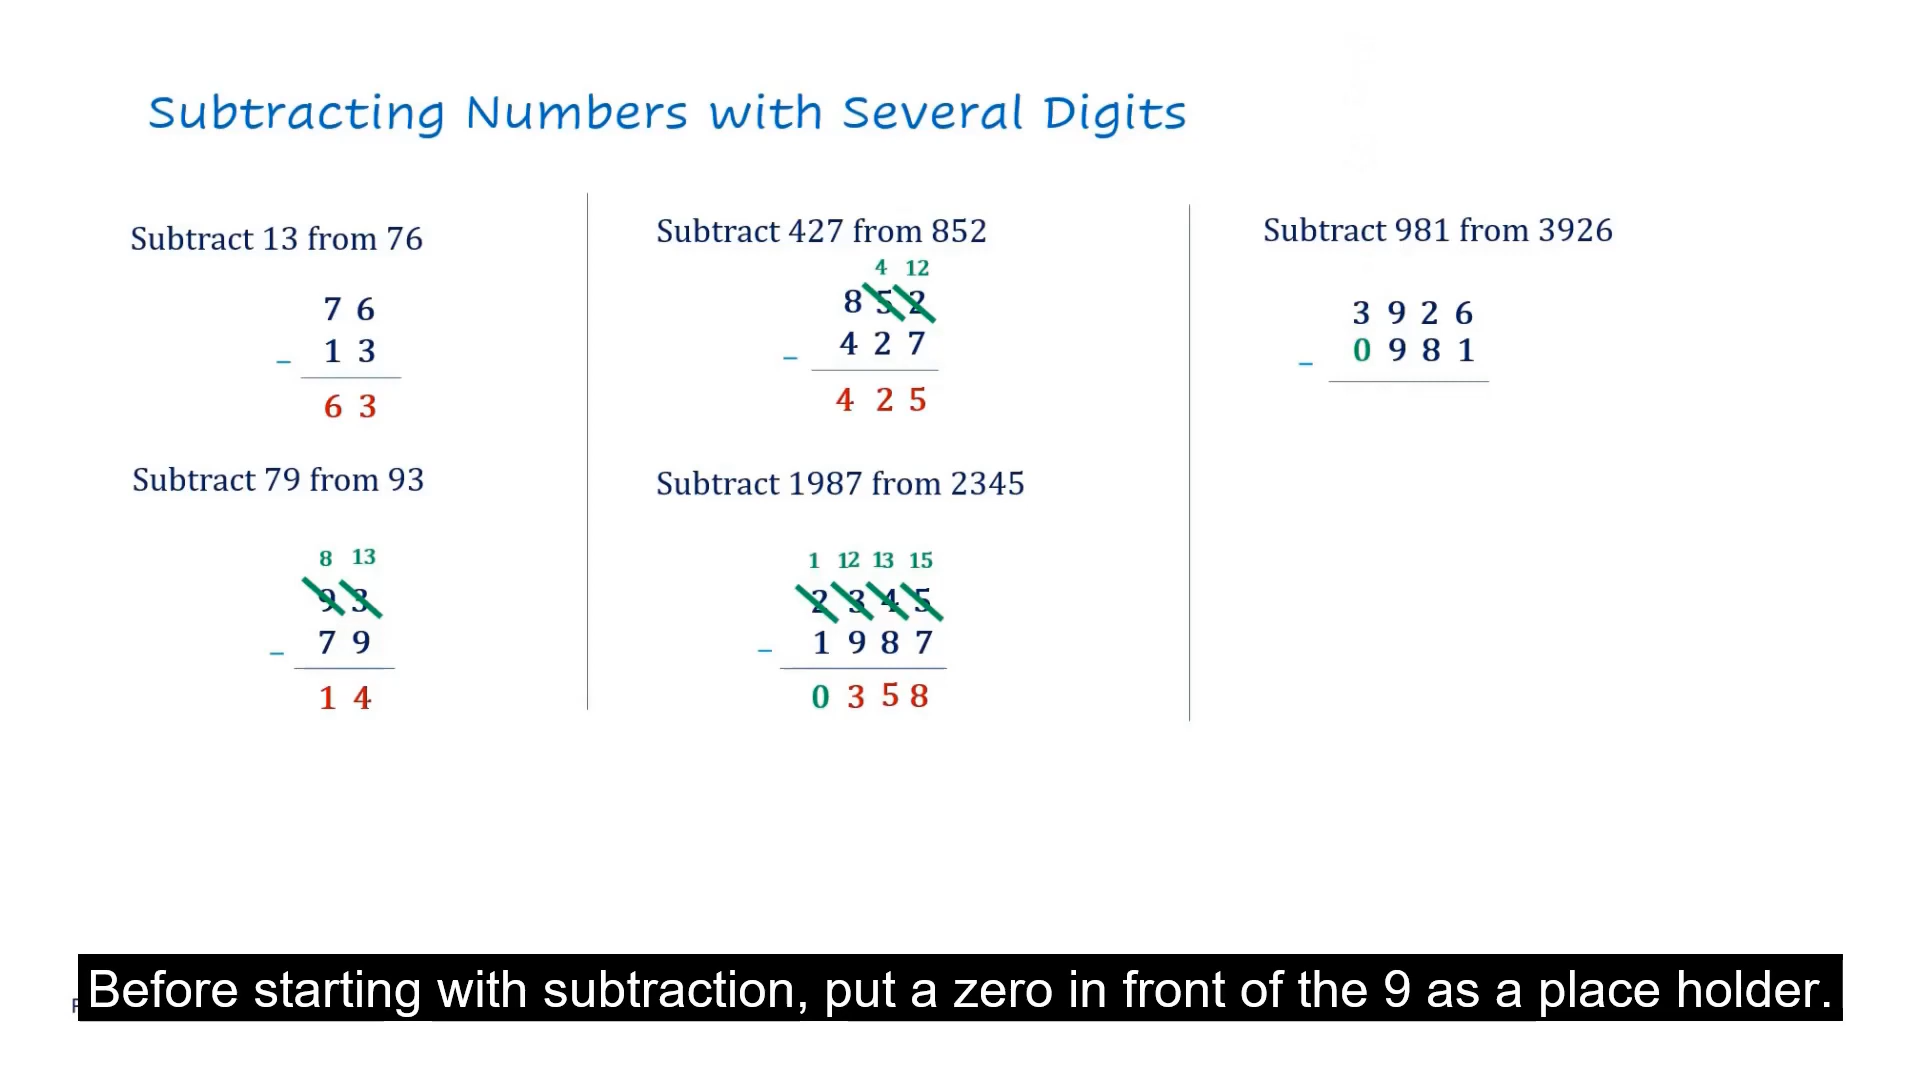 Subtracting Numbers with Several Digits
Subtract 13 from 76
7 6
1 3
–
6 3
Subtract 79 from 93
8 13
9 3
7 9
–
1 4
Subtract 427 from 852
4 12
8 5 2
4 2 7
–
4 2 5
Subtract 1987 from 2345
1 12 13 15
2 3 4 5
1 9 8 7
–
0 3 5 8
Subtract 981 from 3926
3 9 2 6
0 9 8 1
–
Before starting with subtraction, put a zero in front of the 9 as a place holder.